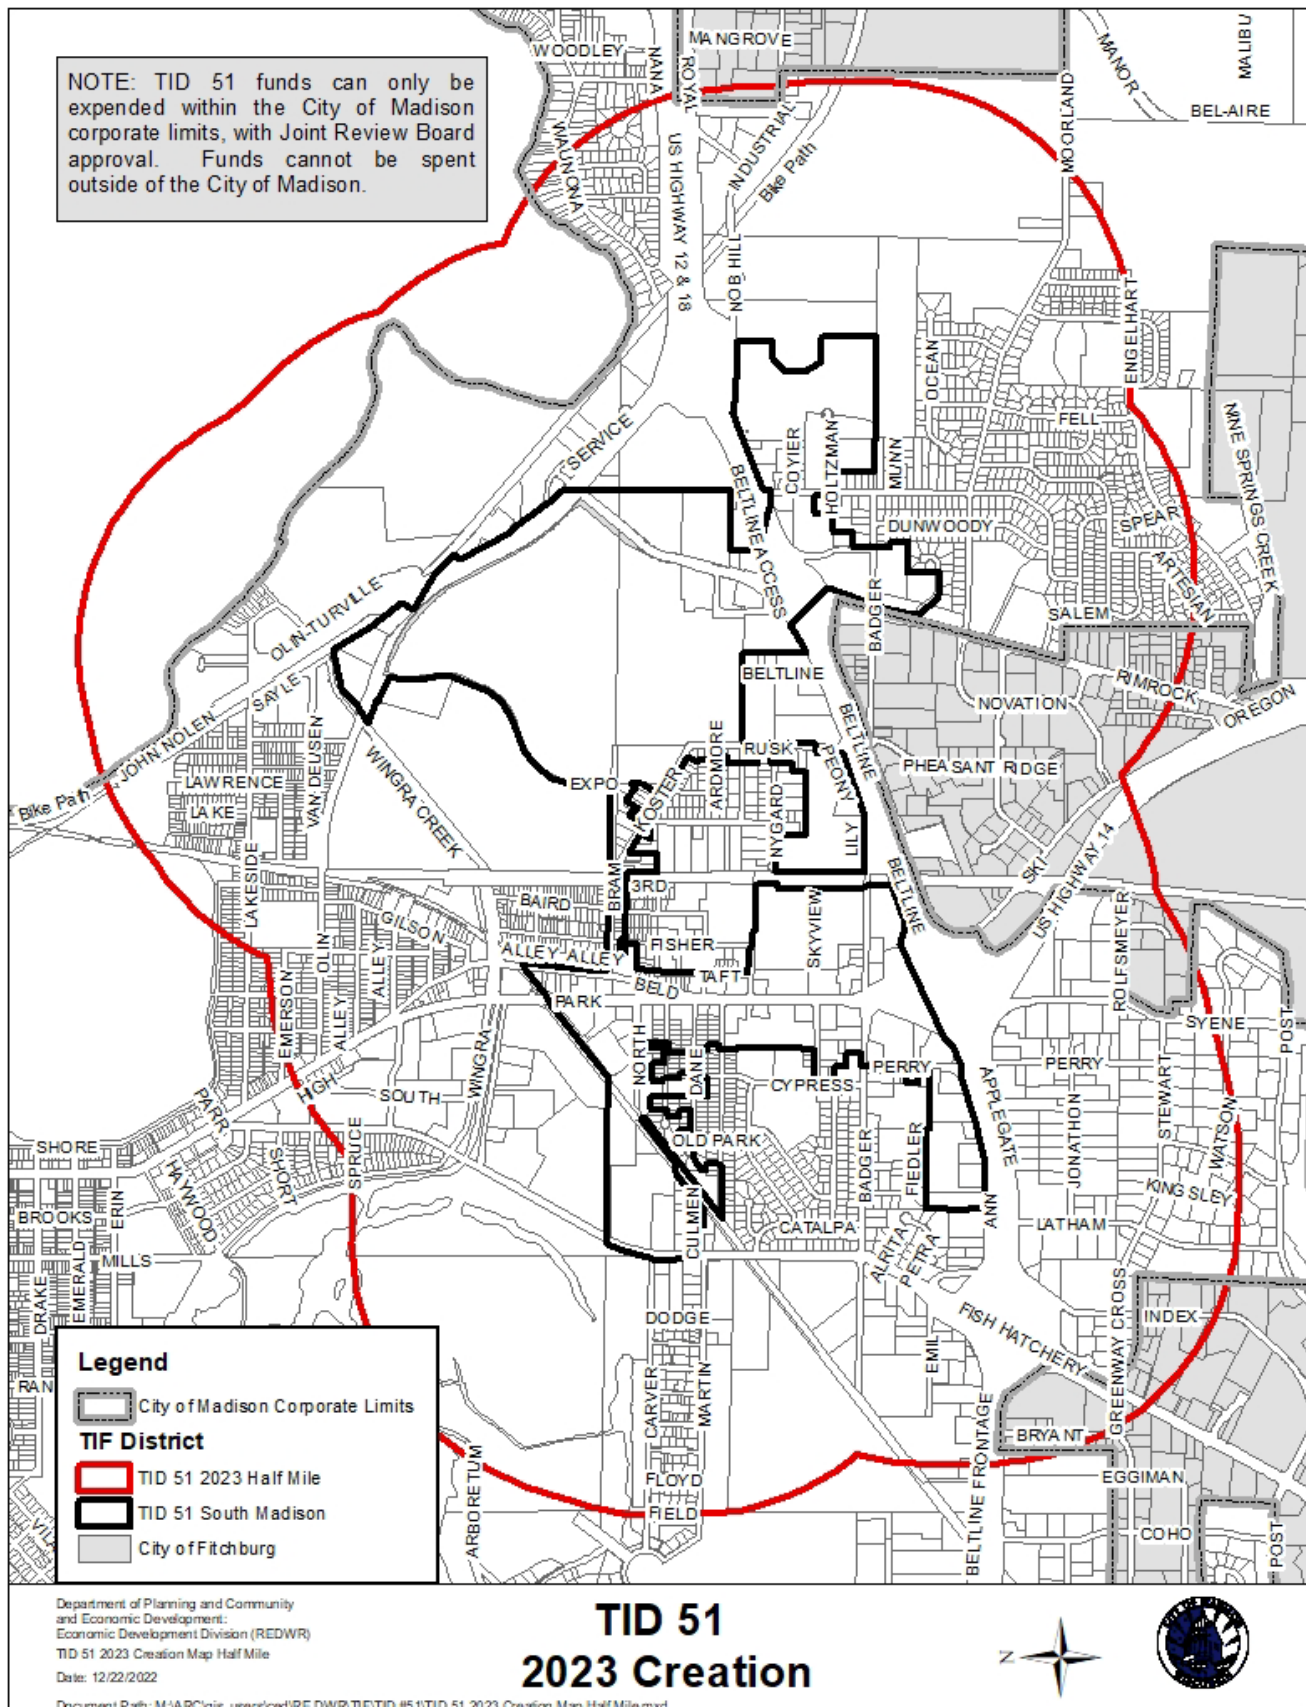 NOTE: TID 51 funds can only be
expended within the City of Madison
corporate limits, with Joint Review Board
approval. Funds cannot be spent
outside of the City of Madison.
WOODLEY
NANA
ROYAL
MANGROVE
MANOR
MALIBU
BEL-AIRE
MOORLAND
WAUNONA
US HIGHWAY 12 & 18
INDUSTRIAL
Bike Path
NOB HILL
ENGELHART
OCEAN
FELL
NINE SPRINGS CREEK
SERVICE
BELTLINE ACCESS
COYIER
HOLTZMAN
MUNN
DUNWOODY
SPEAR
ARTESIAN
OLIN-TURVILLE
BADGER
SALEM
SAYLE
BELTLINE
RIMROCK
OREGON
NOVATION
JOHN NOLEN
VAN DEUSEN
WINGRA CREEK
ARDMORE
RUSK
PEONY
BELTLINE
PHEASANT RIDGE
Bike Path
LAWRENCE
LAKE
EXPO
KOSTER
NYGARD
LILY
SKI
US HIGHWAY 14
LAKESIDE
BRAM
3RD
BAIRD
GILSON
OLIN
ALLEY
ALLEY ALLEY
FISHER
TAFT
SKYVIEW
BELTLINE
ROLFSMEYER
BELD
PARK
EMERSON
ALLEY
SYENE
POST
NORTH
DANE
CYPRESS
PERRY
PERRY
WINGRA
HIGH
SOUTH
PARR
APPLEGATE
JONATHON
STEWART
WATSON
SHORE
SHORT
SPRUCE
OLD PARK
BADGER
FIEDLER
HAYWOOD
KINGSLEY
BROOKS
ERIN
CULMEN
CATALPA
ANN
LATHAM
MILLS
EMERALD
DRAKE
ALRITA
PETRA
GREENWAY CROSS
DODGE
FISH HATCHERY
INDEX
EMIL
RAN
CARVER
MARTIN
BELTLINE FRONTAGE
BRYANT
ARBORETUM
FLOYD
FIELD
EGGIMAN
COHO
POST
Legend
City of Madison Corporate Limits
TIF District
TID 51 2023 Half Mile
TID 51 South Madison
City of Fitchburg
Department of Planning and Community
and Economic Development:
Economic Development Division (REDWR)
TID 51 2023 Creation Map Half Mile
Date: 12/22/2022
TID 51
2023 Creation
N